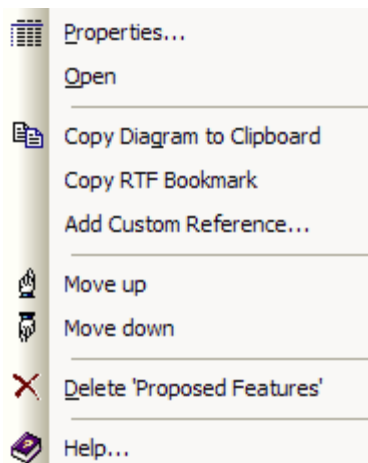 Properties...
Open
Copy Diagram to Clipboard
Copy RTF Bookmark
Add Custom Reference...
Move up
Move down
Delete 'Proposed Features'
Help...